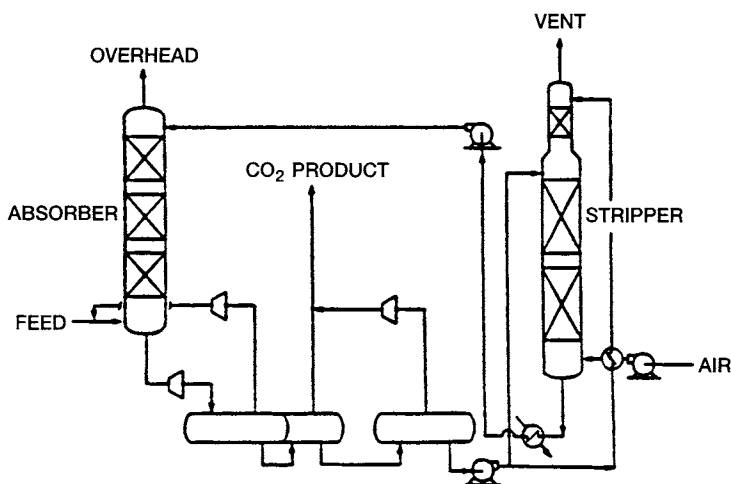 VENT
OVERHEAD
CO₂ PRODUCT
ABSORBER
STRIPPER
FEED
AIR